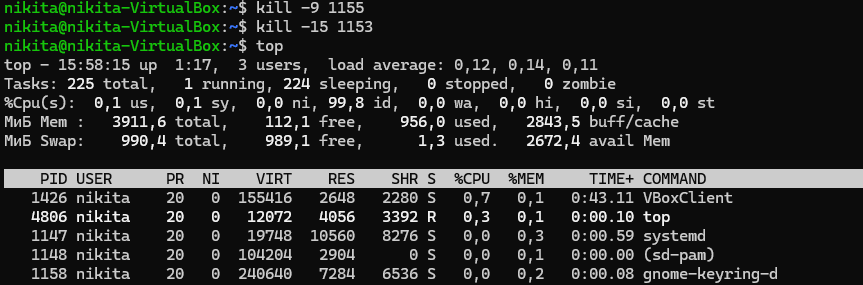 nikita@nikita-VirtualBox:~$ kill -9 1155
nikita@nikita-VirtualBox:~$ kill -15 1153
nikita@nikita-VirtualBox:~$ top
top - 15:58:15 up  1:17,  3 users,  load average: 0,12, 0,14, 0,11
Tasks: 225 total,   1 running, 224 sleeping,   0 stopped,   0 zombie
%Cpu(s):  0,1 us,  0,1 sy,  0,0 ni, 99,8 id,  0,0 wa,  0,0 hi,  0,0 si,  0,0 st
МиБ Mem :   3911,6 total,    112,1 free,    956,0 used,   2843,5 buff/cache
МиБ Swap:    990,4 total,    989,1 free,      1,3 used.   2672,4 avail Mem
PID USER      PR  NI    VIRT    RES    SHR S  %CPU  %MEM     TIME+ COMMAND
1426 nikita    20   0  155416   2648   2280 S   0,7   0,1   0:43.11 VBoxClient
4806 nikita    20   0   12072   4056   3392 R   0,3   0,1   0:00.10 top
1147 nikita    20   0   19748  10560   8276 S   0,0   0,3   0:00.59 systemd
1148 nikita    20   0  104204   2904      0 S   0,0   0,1   0:00.00 (sd-pam)
1158 nikita    20   0  240640   7284   6536 S   0,0   0,2   0:00.08 gnome-keyring-d